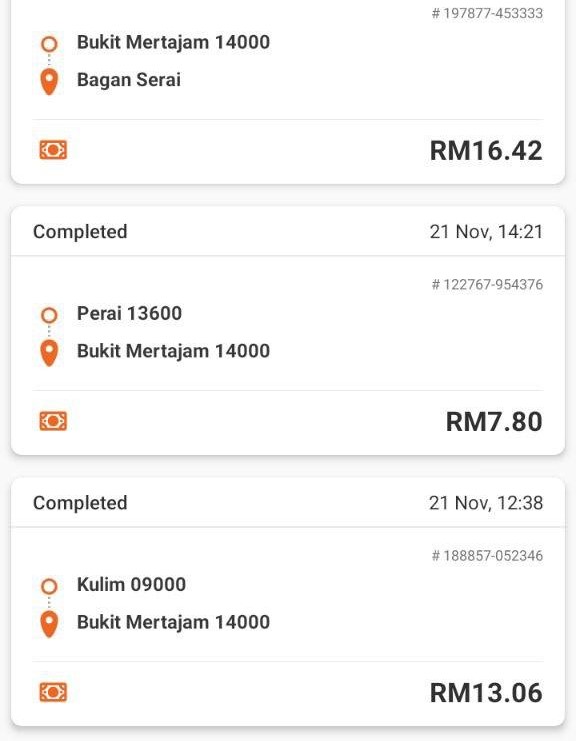 # 197877-453333
Bukit Mertajam 14000
Bagan Serai
RM16.42
Completed 21 Nov, 14:21
# 122767-954376
Perai 13600
Bukit Mertajam 14000
RM7.80
Completed 21 Nov, 12:38
# 188857-052346
Kulim 09000
Bukit Mertajam 14000
RM13.06